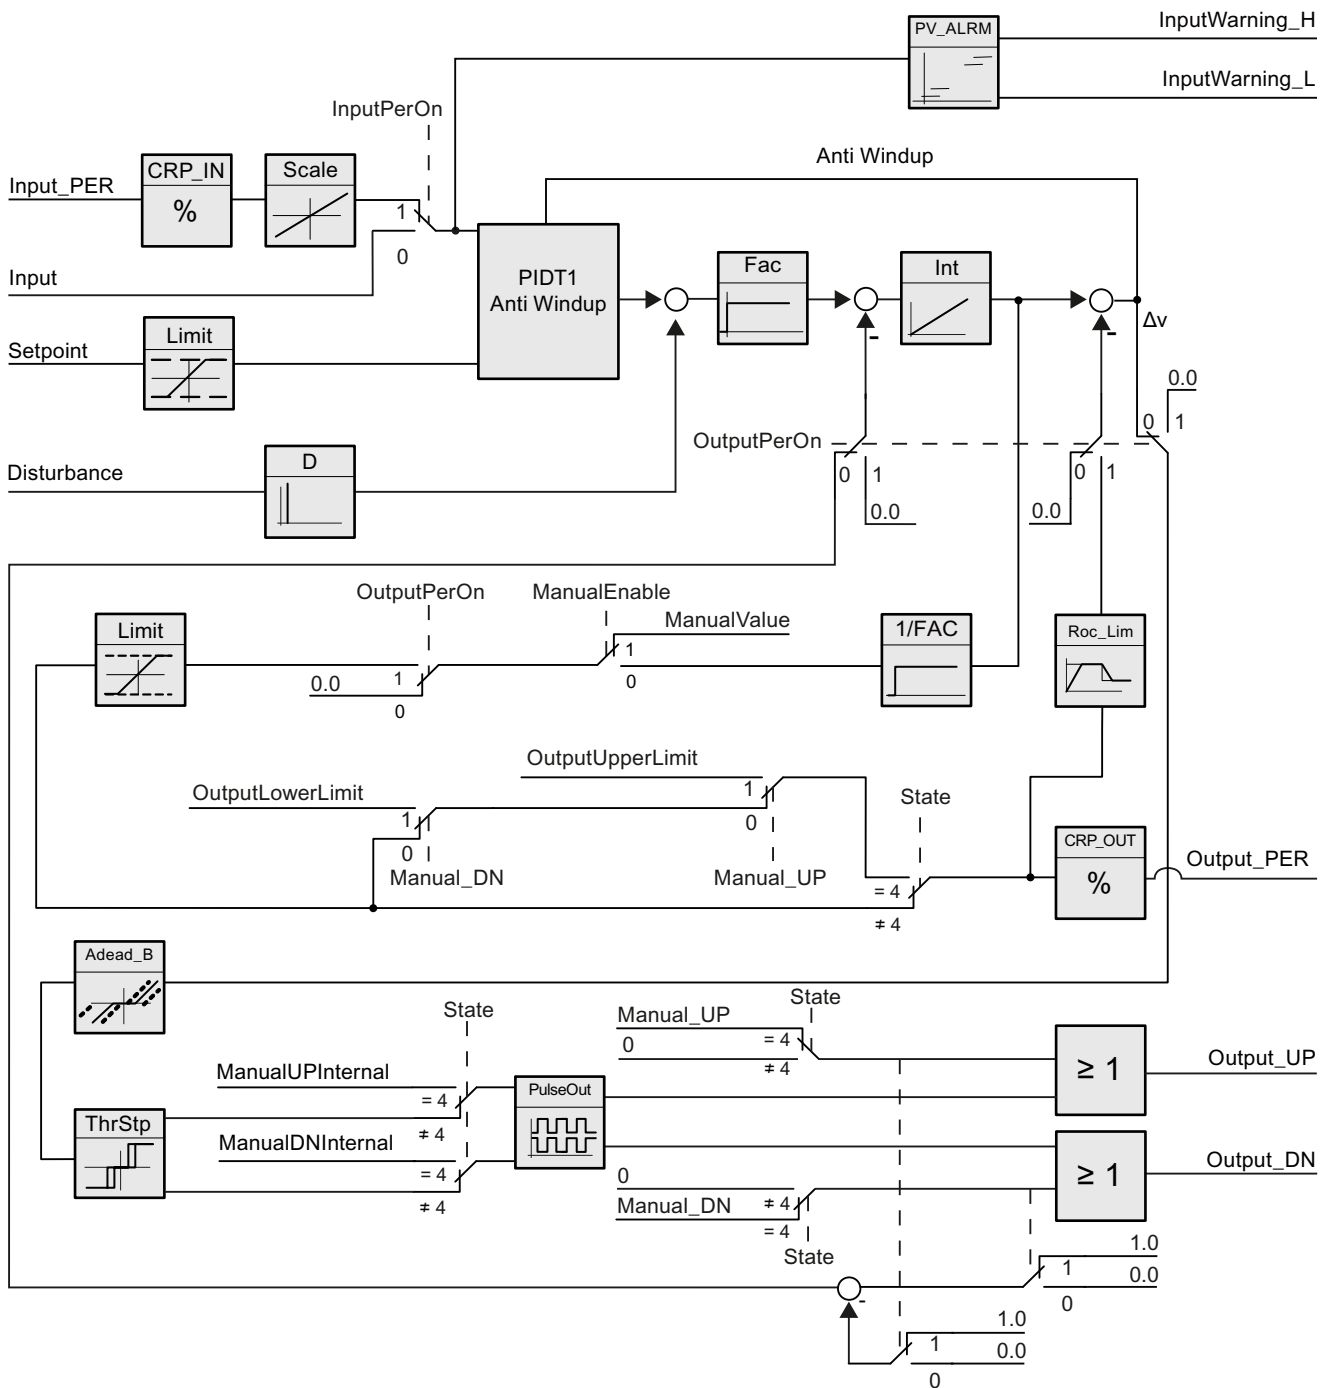 PV_ALRM
InputWarning_H
InputWarning_L
InputPerOn
Anti Windup
Input_PER
CRP_IN
%
Scale
1
0
Input
PIDT1
Anti Windup
Fac
Int
Δv
Setpoint
Limit
0.0
0
1
OutputPerOn
0
1
0.0
0
1
0.0
Disturbance
D
OutputPerOn
ManualEnable
ManualValue
Limit
1
0
0.0
1
0
1/FAC
Roc_Lim
OutputUpperLimit
OutputLowerLimit
1
0
1
0
State
Manual_DN
Manual_UP
= 4
≠ 4
CRP_OUT
%
Output_PER
Adead_B
State
Manual_UP
0
State
= 4
≠ 4
≥ 1
Output_UP
ManualUPInternal
= 4
≠ 4
PulseOut
ThrStp
ManualDNInternal
= 4
≠ 4
0
Manual_DN
≠ 4
= 4
State
≥ 1
Output_DN
1.0
1
0.0
0
-
-
-
1.0
1
0.0
0